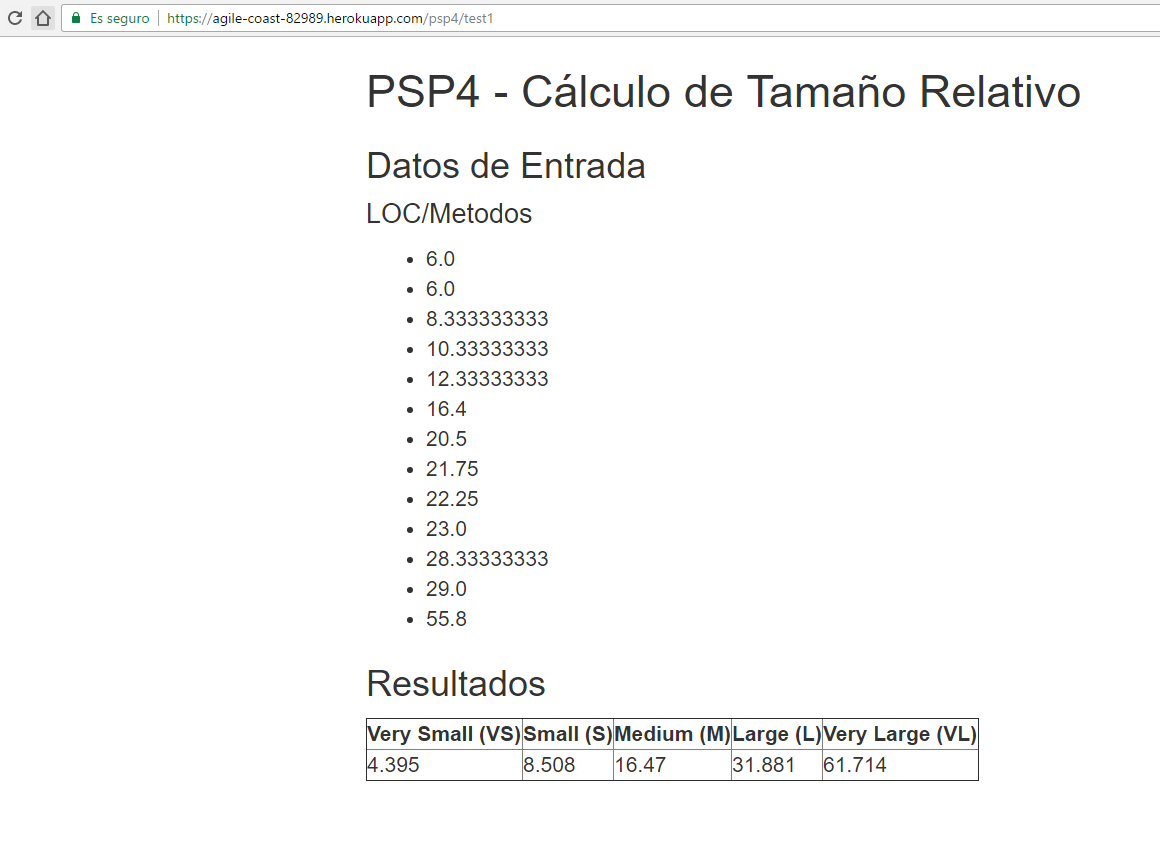 Es seguro https://agile-coast-82989.herokuapp.com/psp4/test1
PSP4 - Cálculo de Tamaño Relativo
Datos de Entrada
LOC/Metodos
6.0
6.0
8.333333333
10.33333333
12.33333333
16.4
20.5
21.75
22.25
23.0
28.33333333
29.0
55.8
Resultados
Very Small (VS) Small (S) Medium (M) Large (L) Very Large (VL)
4.395 8.508 16.47 31.881 61.714